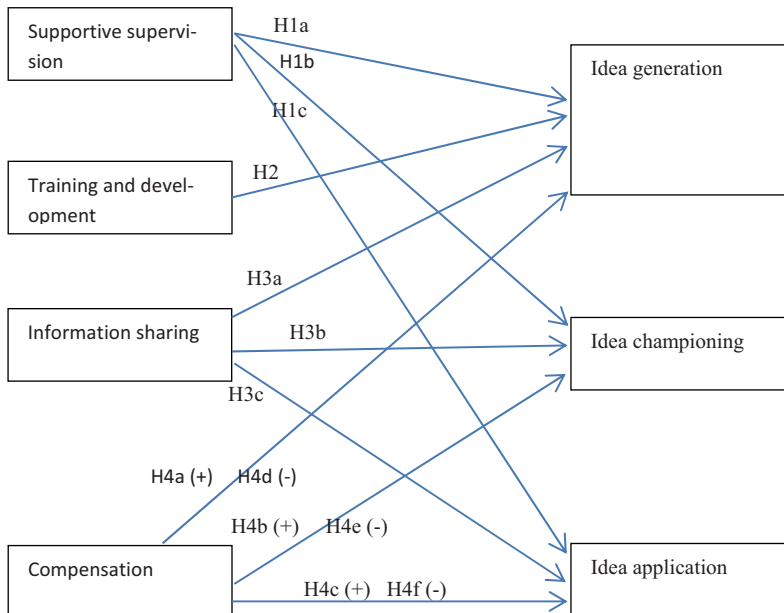 Supportive supervi-
sion
H1a
H1b
H1c
Idea generation
Training and devel-
opment
H2
H3a
Information sharing
H3b
Idea championing
H3c
H4a (+) H4d (-)
H4b (+) H4e (-)
Compensation
H4c (+) H4f (-)
Idea application